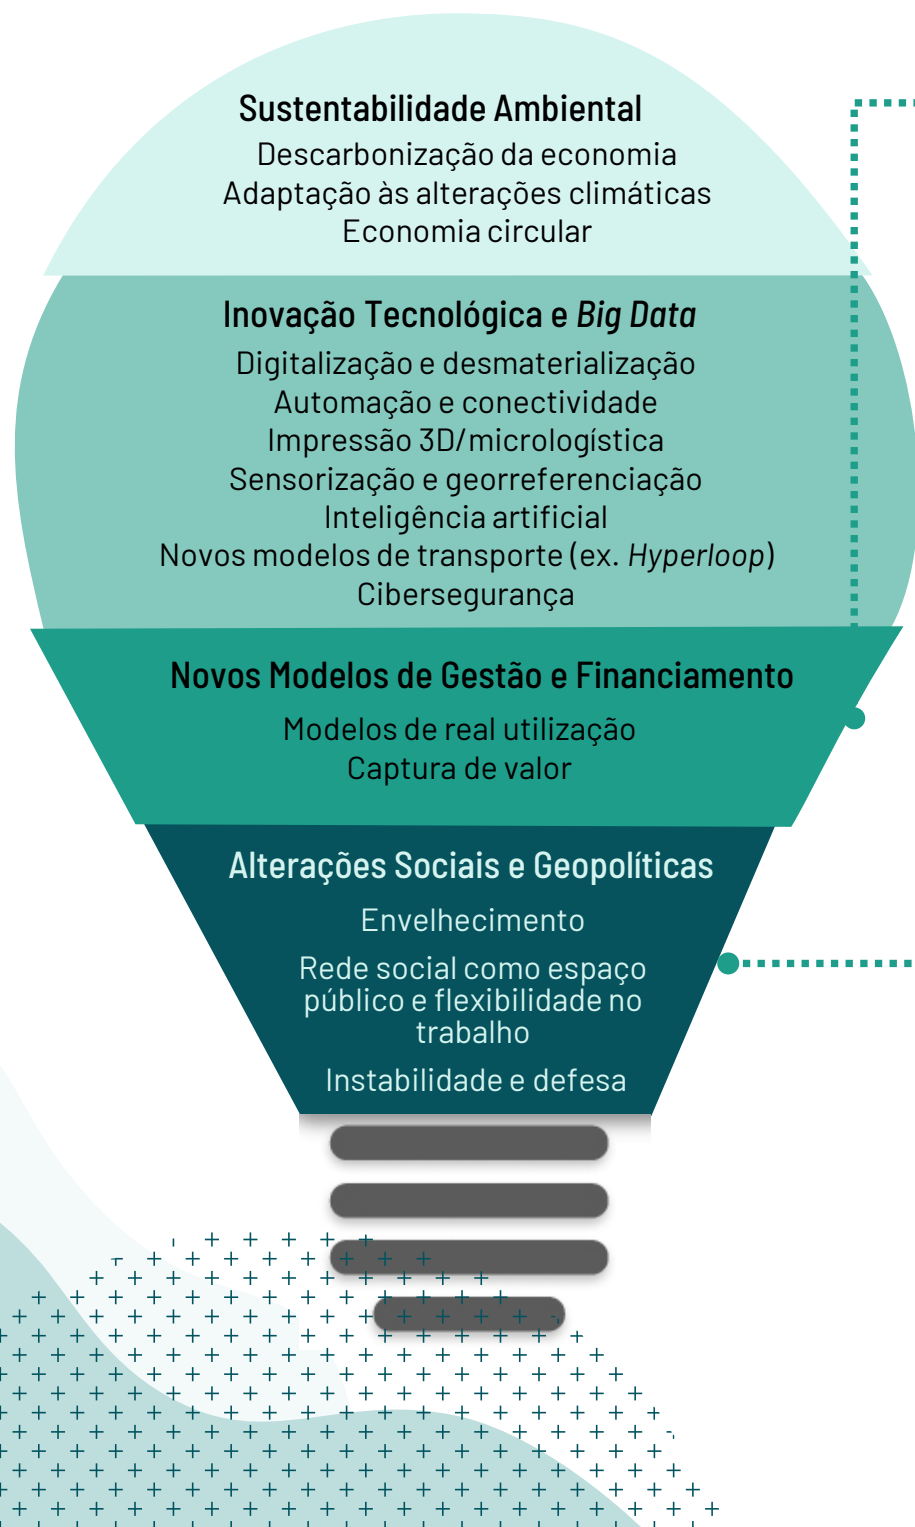 Sustentabilidade Ambiental
Descarbonização da economia
Adaptação às alterações climáticas
Economia circular
Inovação Tecnológica e Big Data
Digitalização e desmaterialização
Automação e conectividade
Impressão 3D/micrologística
Sensorização e georreferenciação
Inteligência artificial
Novos modelos de transporte (ex. Hyperloop)
Cibersegurança
Novos Modelos de Gestão e Financiamento
Modelos de real utilização
Captura de valor
Alterações Sociais e Geopolíticas
Envelhecimento
Rede social como espaço
público e flexibilidade no
trabalho
Instabilidade e defesa